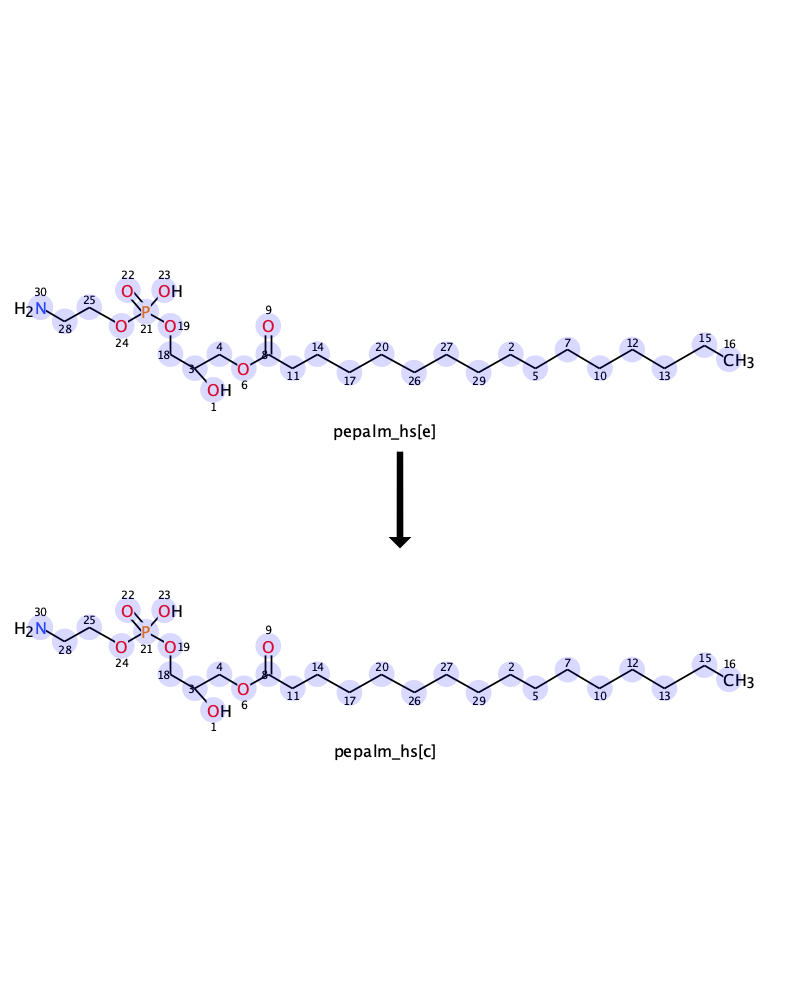 22 23
30 25 O OH 9
H2N P O 19 O
28 O 21 4 14 20 27 2 7 12 15 16
24 18 3 8 CH3
O 11 17 26 29 5 10 13
OH 6
1
pepalm_hs[e]
22 23
30 25 O OH 9
H2N P O 19 O
28 O 21 4 14 20 27 2 7 12 15 16
24 18 3 8 CH3
O 11 17 26 29 5 10 13
OH 6
1
pepalm_hs[c]